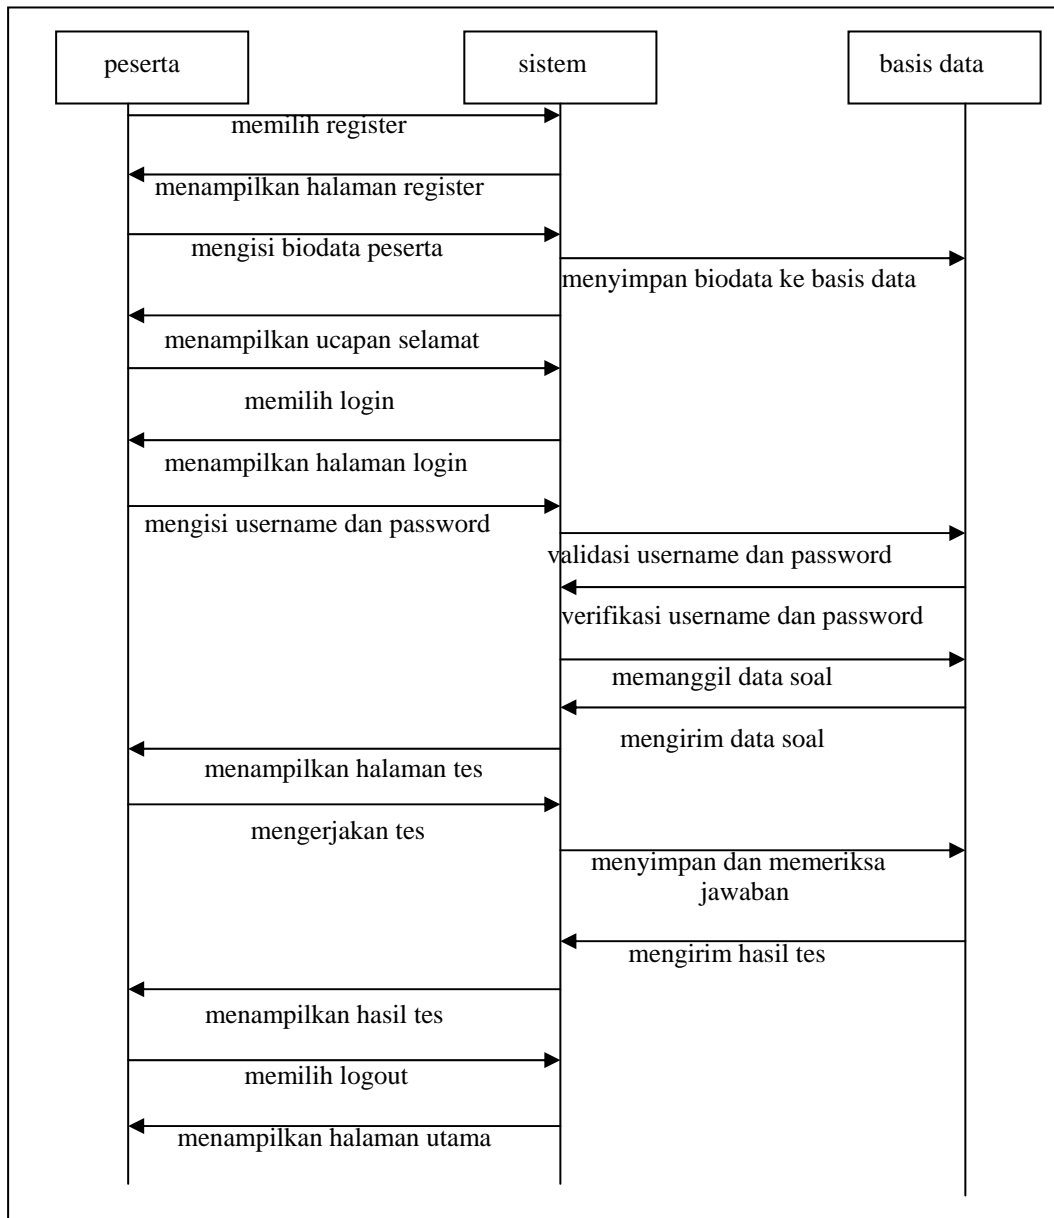 peserta
sistem
basis data
memilih register
menampilkan halaman register
mengisi biodata peserta
menyimpan biodata ke basis data
menampilkan ucapan selamat
memilih login
menampilkan halaman login
mengisi username dan password
validasi username dan password
verifikasi username dan password
memanggil data soal
mengirim data soal
menampilkan halaman tes
mengerjakan tes
menyimpan dan memeriksa
jawaban
mengirim hasil tes
menampilkan hasil tes
memilih logout
menampilkan halaman utama